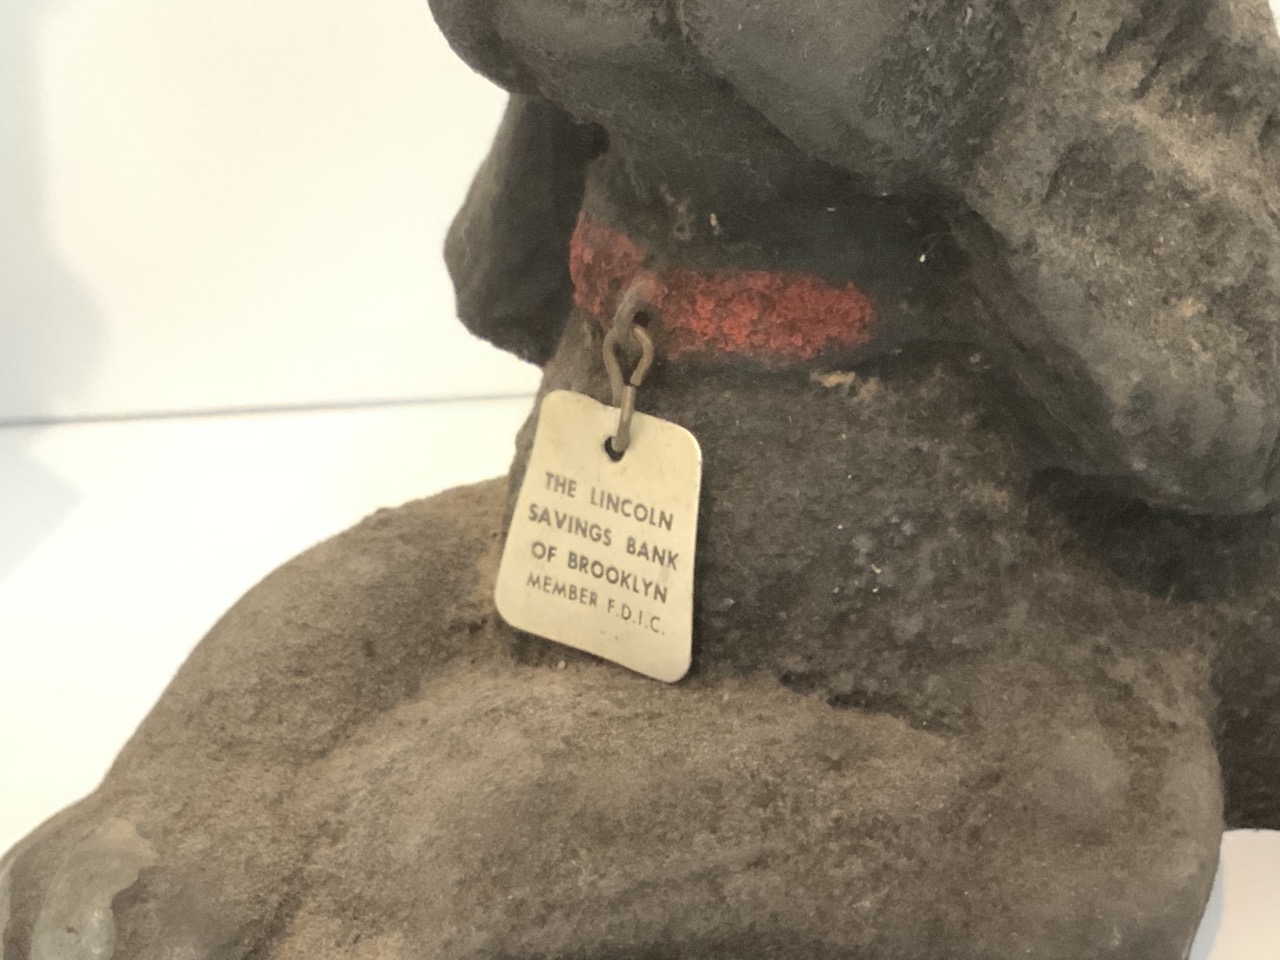 THE LINCOLN
SAVINGS BANK
OF BROOKLYN
MEMBER F.D.I.C.